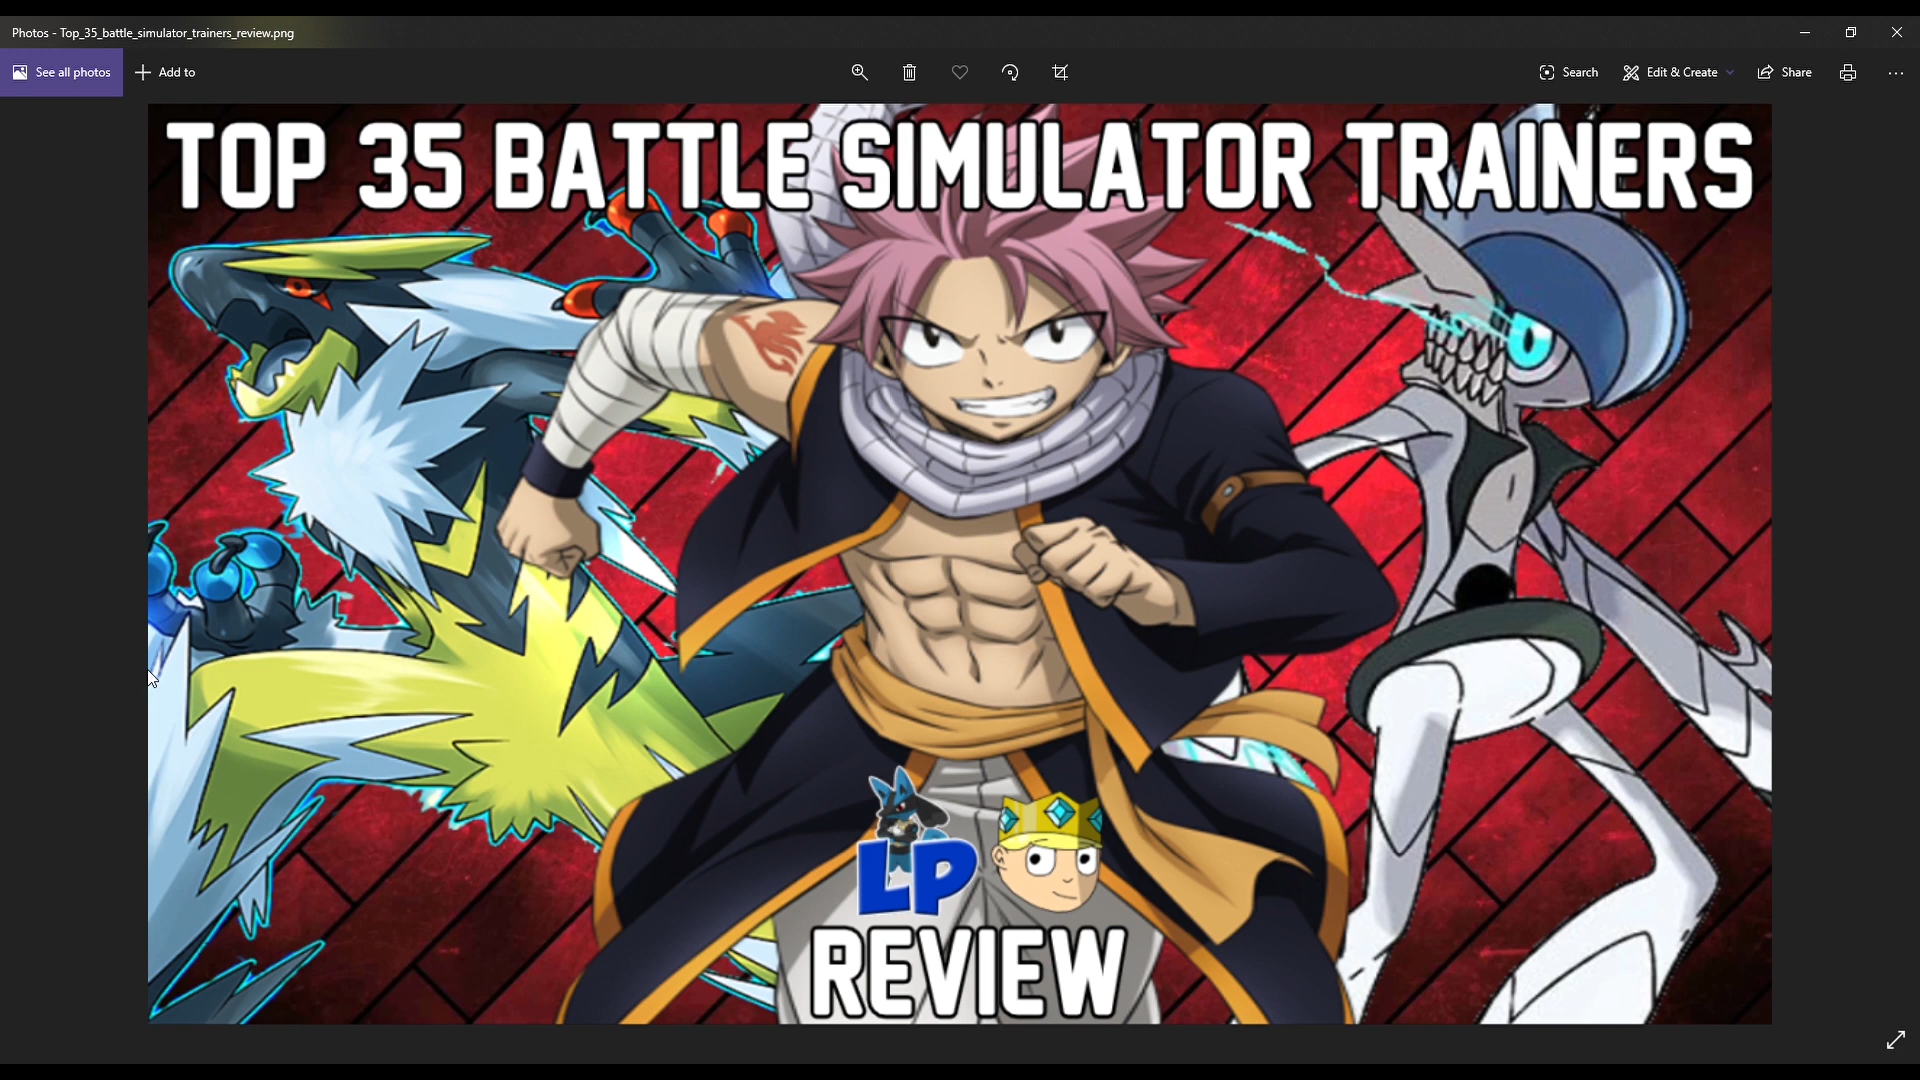 Photos - Top_35_battle_simulator_trainers_review.png
See all photos
Add to
Search
Edit & Create
Share
TOP 35 BATTLE SIMULATOR TRAINERS
LP
REVIEW